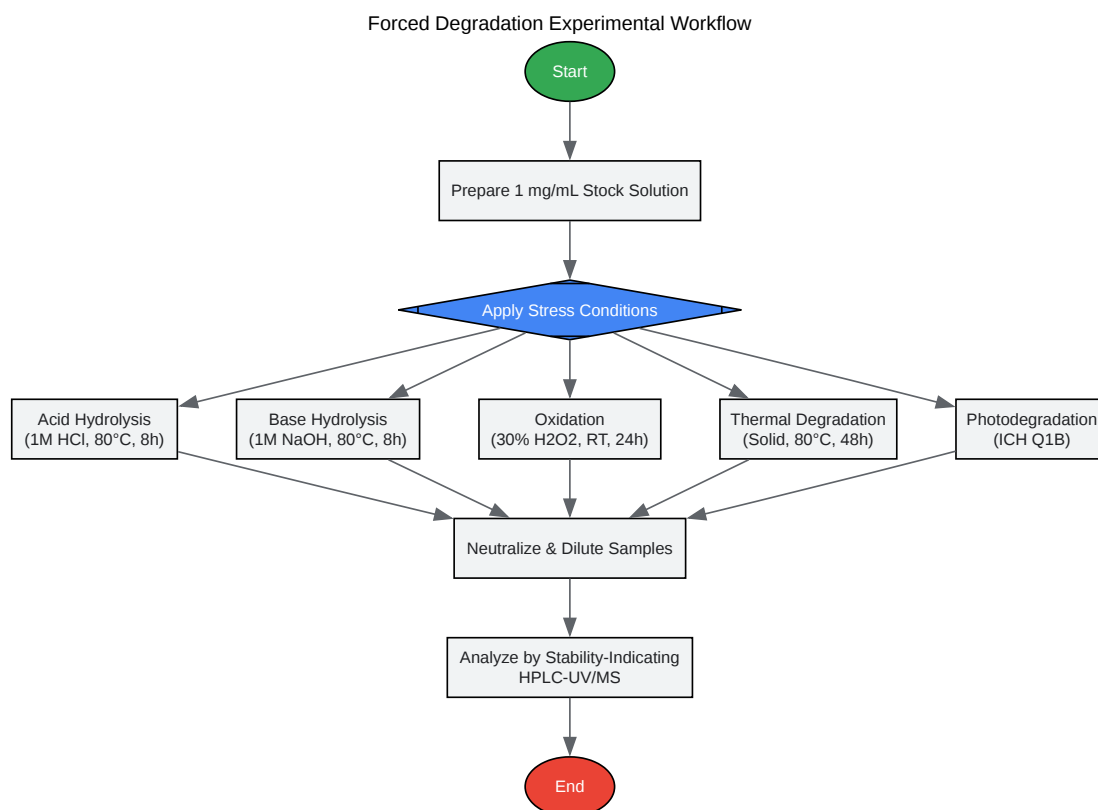 Forced Degradation Experimental Workflow
Start
Prepare 1 mg/mL Stock Solution
Apply Stress Conditions
Acid Hydrolysis
(1M HCl, 80°C, 8h)
Base Hydrolysis
(1M NaOH, 80°C, 8h)
Oxidation
(30% H2O2, RT, 24h)
Thermal Degradation
(Solid, 80°C, 48h)
Photodegradation
(ICH Q1B)
Neutralize & Dilute Samples
Analyze by Stability-Indicating
HPLC-UV/MS
End